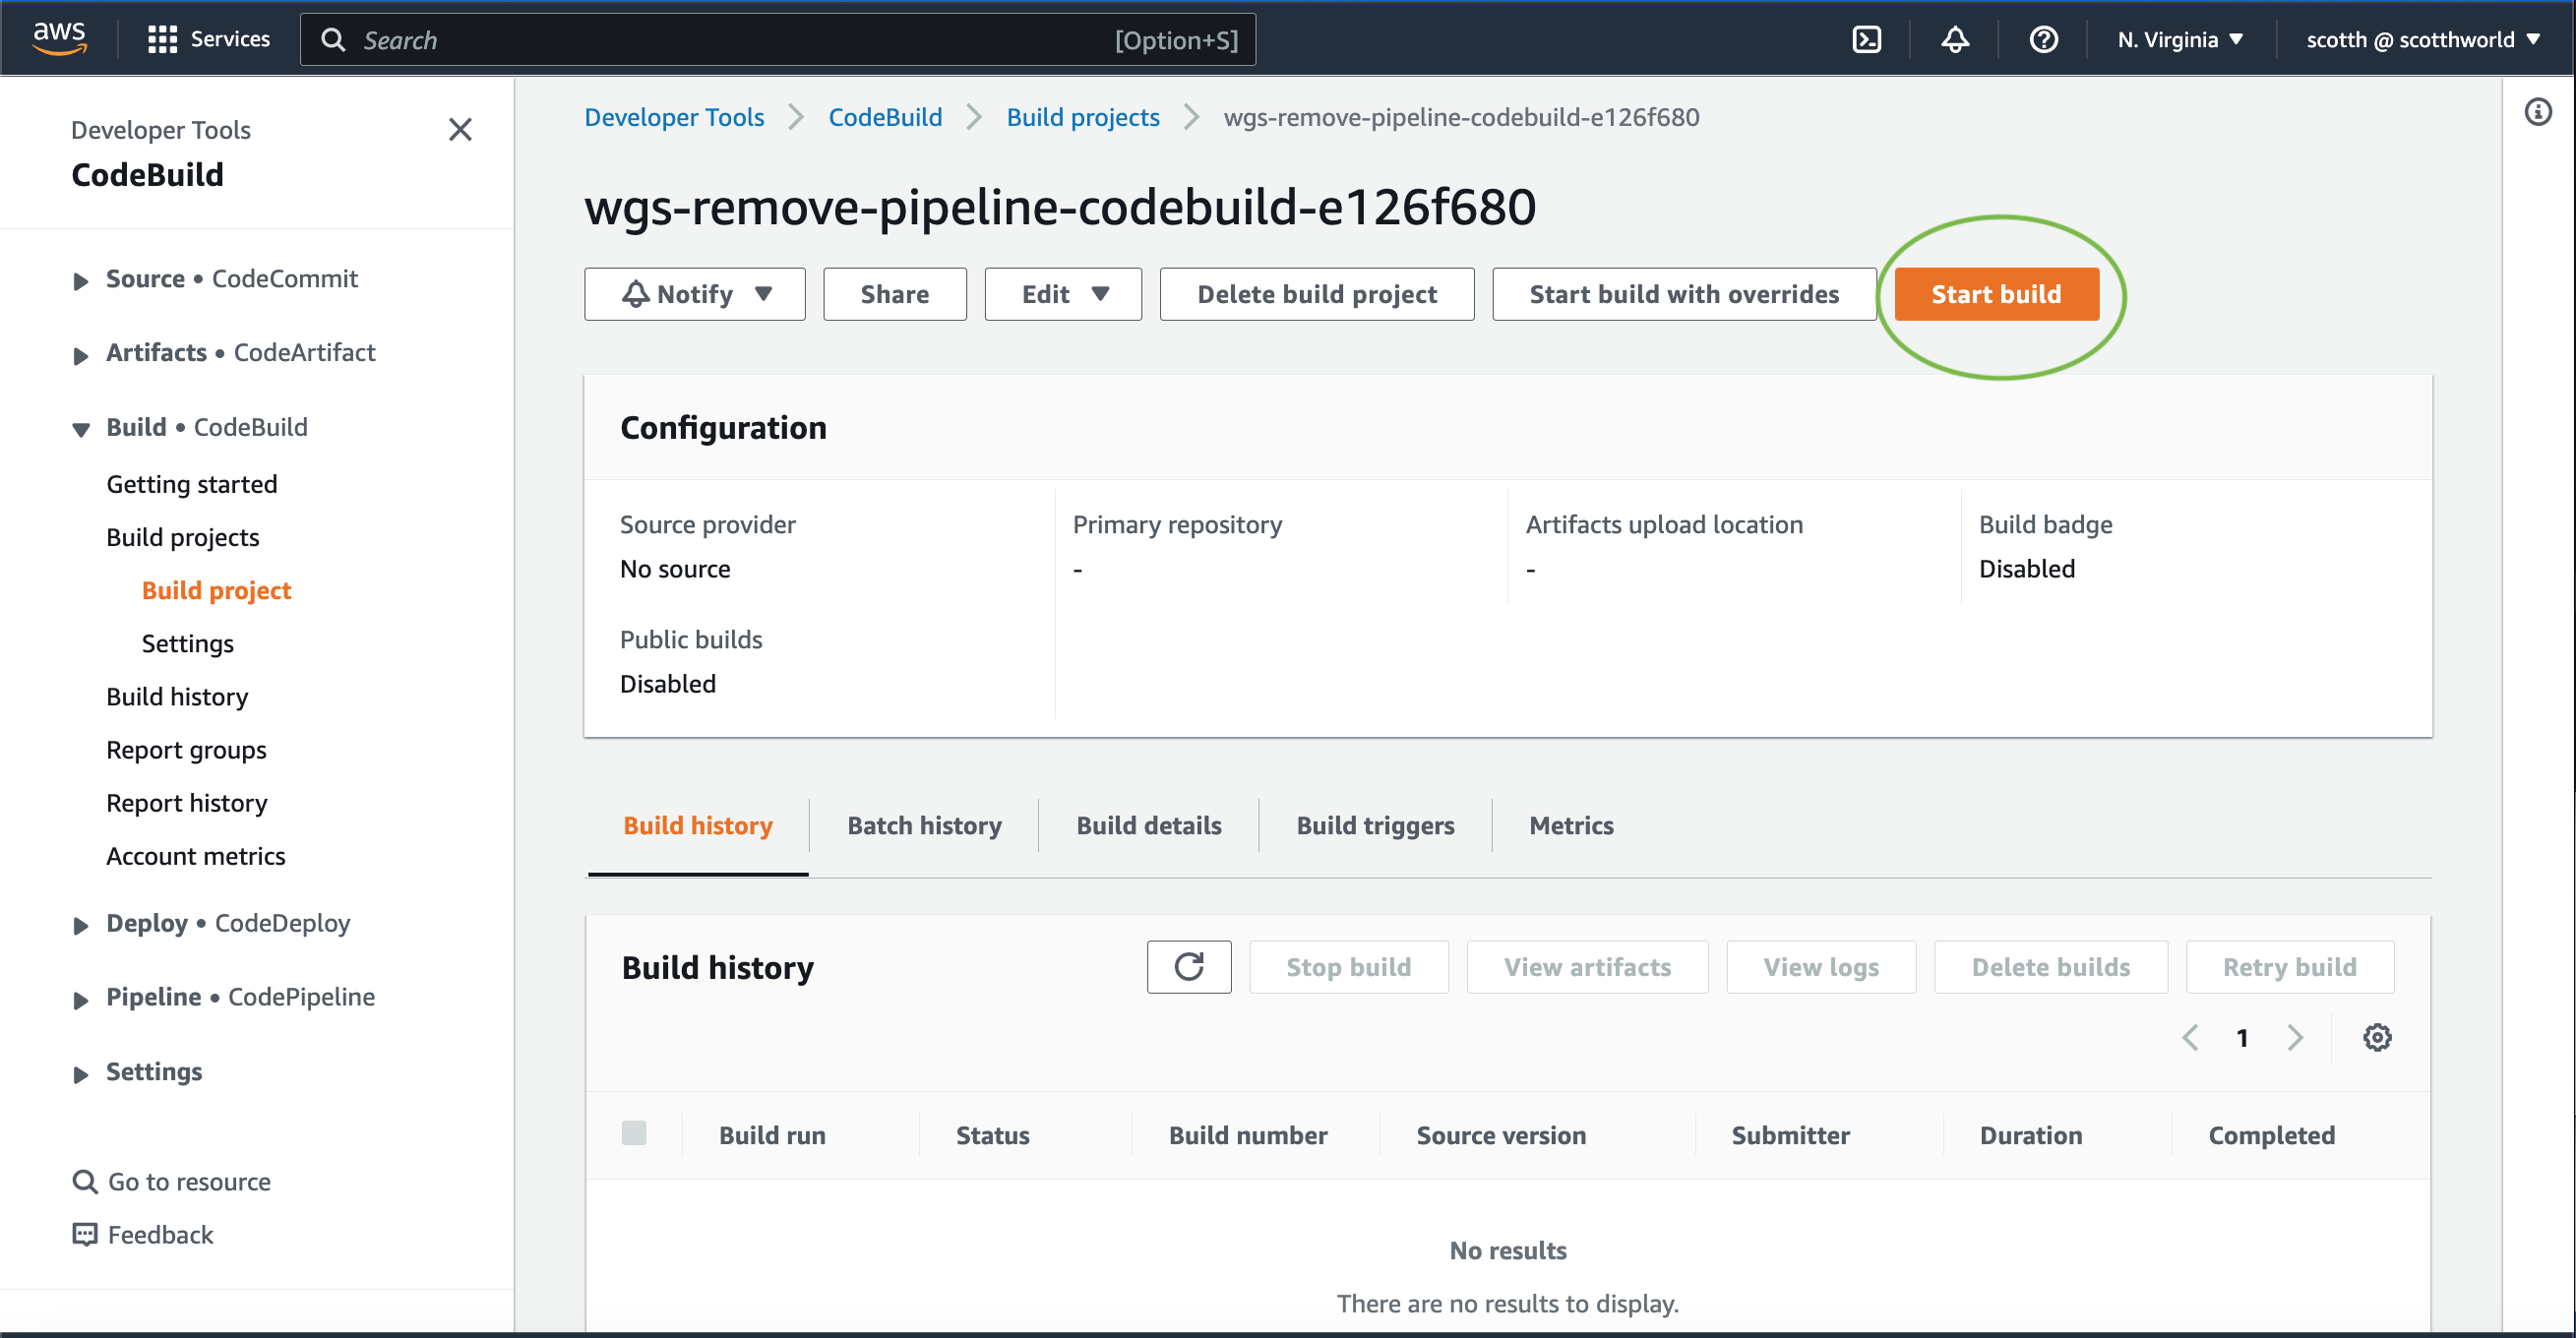 aws
Services
Search
[Option+S]
N. Virginia
scotth @ scotthworld
Developer Tools
CodeBuild
Source • CodeCommit
Artifacts • CodeArtifact
Build • CodeBuild
Getting started
Build projects
Build project
Settings
Build history
Report groups
Report history
Account metrics
Deploy • CodeDeploy
Pipeline • CodePipeline
Settings
Go to resource
Feedback
Developer Tools > CodeBuild > Build projects > wgs-remove-pipeline-codebuild-e126f680
wgs-remove-pipeline-codebuild-e126f680
Notify Share Edit Delete build project Start build with overrides Start build
Configuration
Source provider
No source
Primary repository
-
Artifacts upload location
-
Build badge
Disabled
Public builds
Disabled
Build history Batch history Build details Build triggers Metrics
Build history
Stop build View artifacts View logs Delete builds Retry build
1
Build run Status Build number Source version Submitter Duration Completed
No results
There are no results to display.